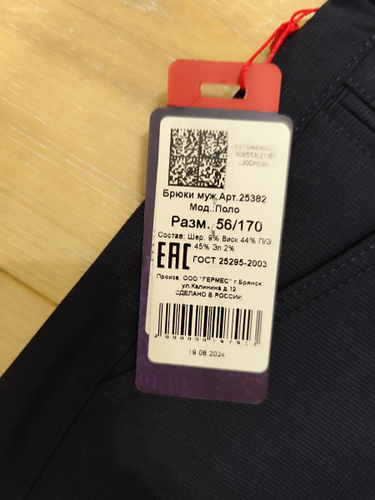 Брюки муж.Арт.25382
Мод.:Поло
Разм. 56/170
Состав: Шер. 9% Виск 44% П/Э
45% Эл 2%
ЕАС ГОСТ 25295-2003
Произв. ООО "ГЕРМЕС" г.Брянск
ул.Калинина д.12
СДЕЛАНО В РОССИИ
19.08.2024